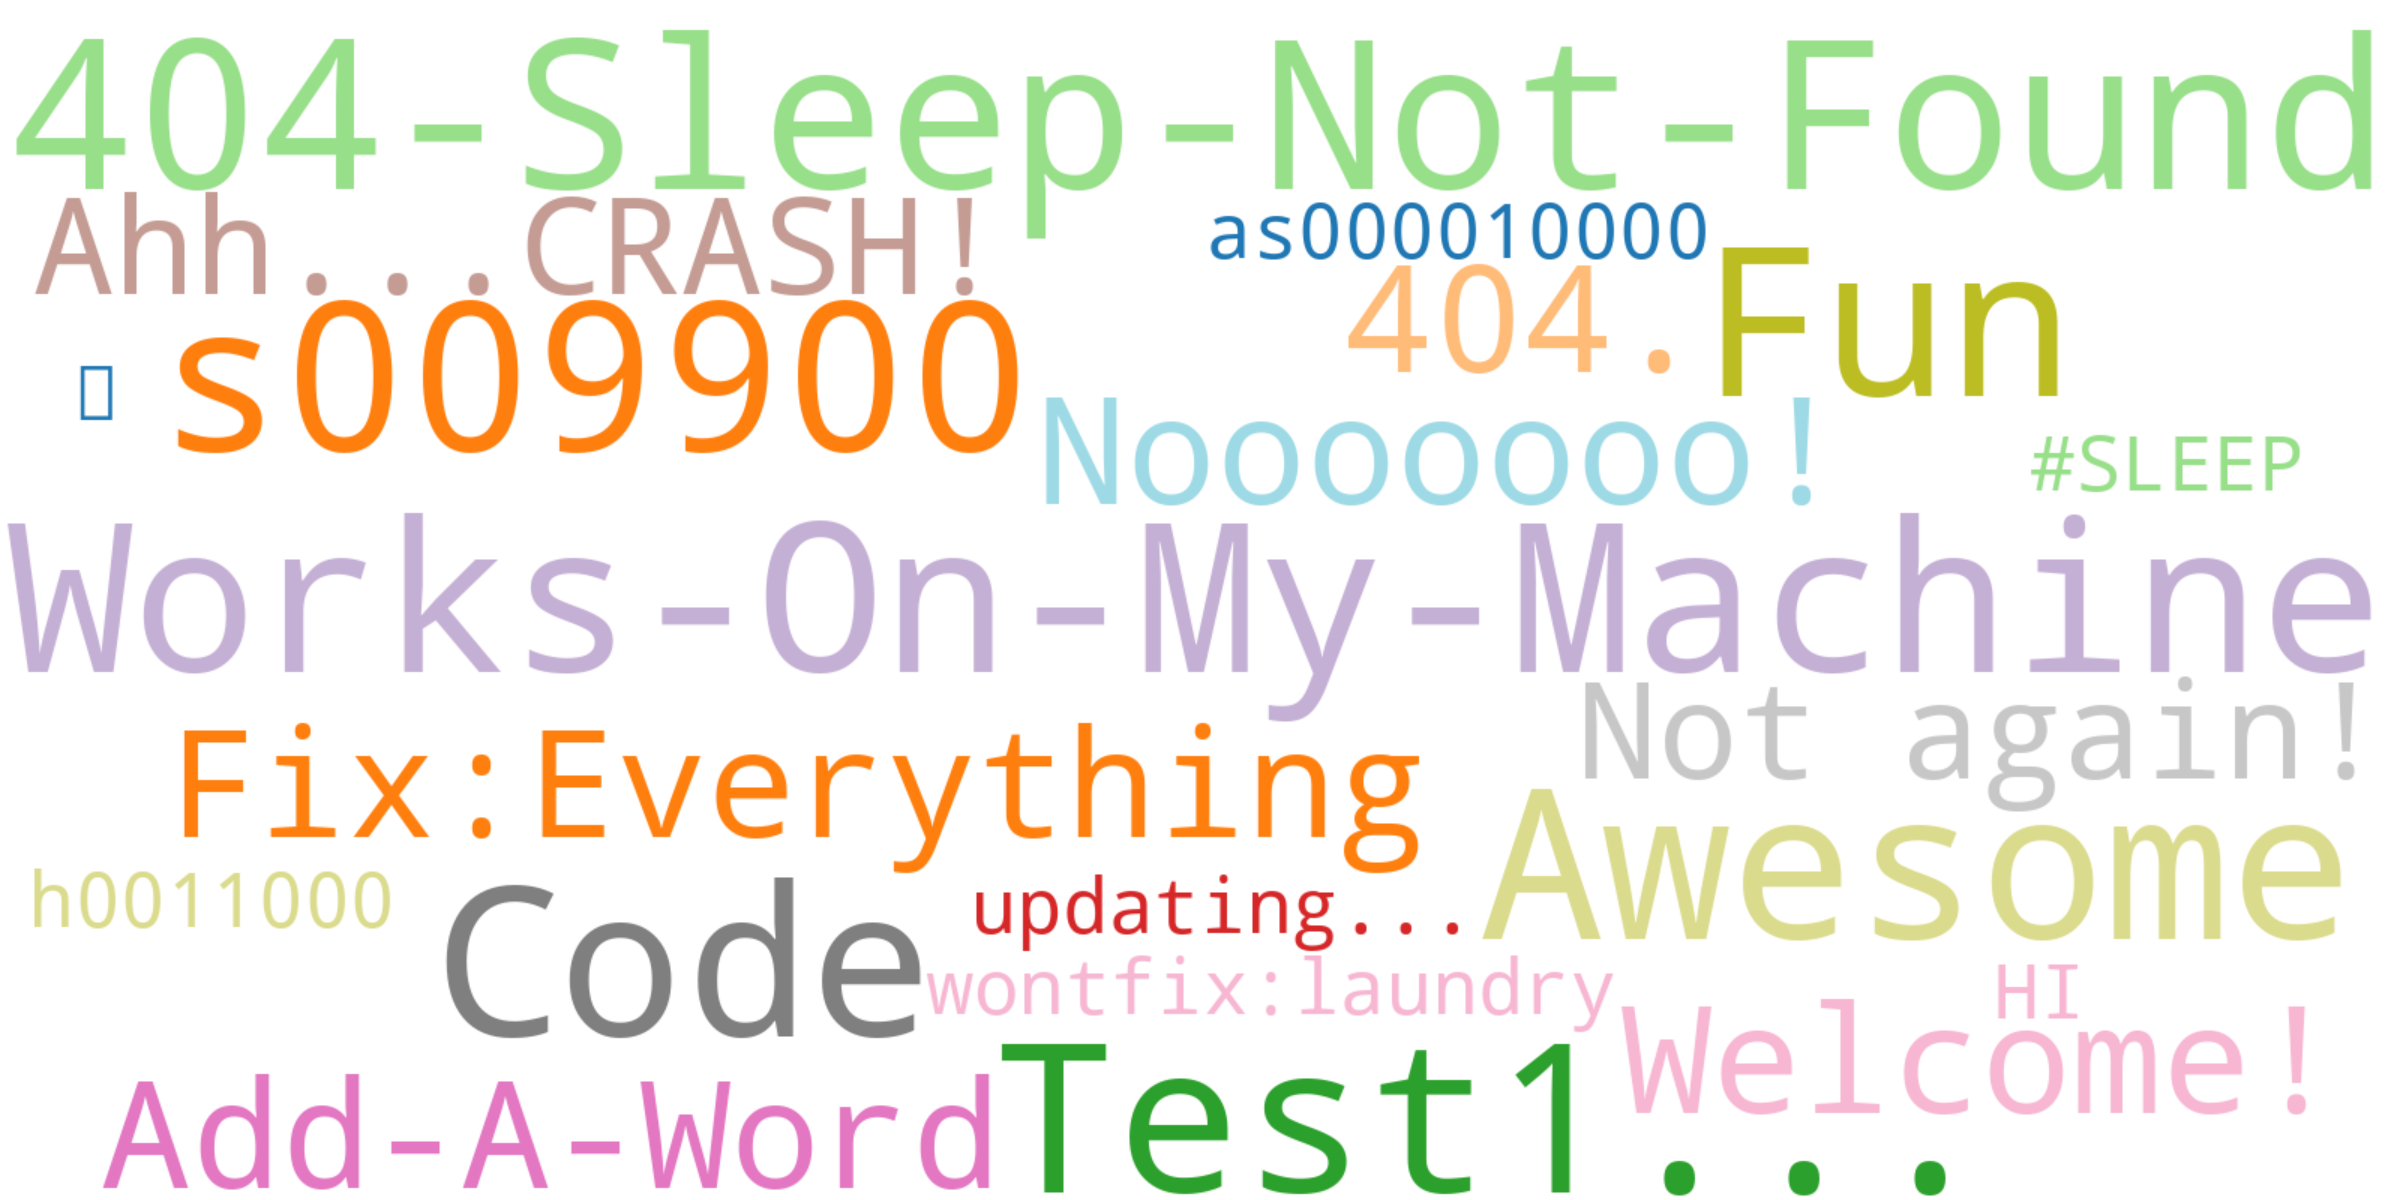 404-Sleep-Not-Found
Ahh...CRASH!
as000010000
404.
Fun
s009900
Nooooooo!
#SLEEP
Works-On-My-Machine
Not again!
Fix:Everything
Awesome
h0011000
Code
updating...
wontfix:laundry
HI
Welcome!
Add-A-Word
Test1...